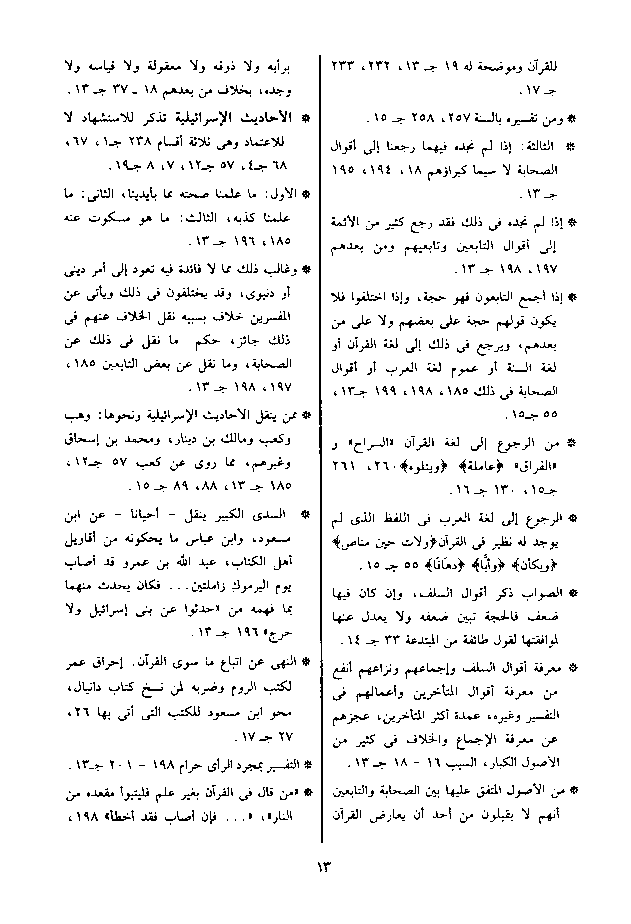 للقرآن وموضحة له ١٩ جـ ١٣، ٢٣٢، ٢٣٣
جـ ١٧.
* ومن تفسيره بالسنة ٢٥٧، ٢٥٨ جـ ١٥.
* الثالثة: إذا لم نجده فيهما رجعنا إلى أقوال
الصحابة لا سيما كبراؤهم ١٨، ١٩٤، ١٩٥
جـ ١٣.
* إذا لم نجده فى ذلك فقد رجع كثير من الأئمة
إلى أقوال التابعين وتابعيهم ومن بعدهم
١٩٧، ١٩٨ جـ ١٣.
* إذا أجمع التابعون فهو حجة، وإذا اختلفوا فلا
يكون قولهم حجة على بعضهم ولا على من
بعدهم، ويرجع فى ذلك إلى لغة القرآن أو
لغة السنة أو عموم لغة العرب أو أقوال
الصحابة فى ذلك ١٨٥، ١٩٨، ١٩٩ جـ١٣،
٥٥ جـ١٥.
* من الرجوع إلى لغة القرآن «السراح» و
«الفراق» ﴿عاملة﴾ ﴿ويتلوه﴾ ٢٦٠، ٢٦١
جـ١٥، ١٣٠ جـ ١٦.
* الرجوع إلى لغة العرب فى اللفظ الذى لم
يوجد له نظير فى القرآن ﴿ولات حين مناص﴾
﴿ويكأن﴾ ﴿وأبًّا﴾ ﴿دهاقًا﴾ ٥٥ جـ ١٥.
* الصواب ذكر أقوال السلف، وإن كان فيها
ضعف فالحجة تبين ضعفه ولا يعدل عنها
لموافقتها لقول طائفة من المبتدعة ٣٣ جـ ١٤.
* معرفة أقوال السلف وإجماعهم ونزاعهم أنفع
من معرفة أقوال المتأخرين وأعمالهم فى
التفسير وغيره، عمدة أكثر المتأخرين، عجزهم
عن معرفة الإجماع والخلاف فى كثير من
الأصول الكبار، السبب ١٦ - ١٨ جـ ١٣.
* من الأصول المتفق عليها بين الصحابة والتابعين
أنهم لا يقبلون من أحد أن يعارض القرآن
برأيه ولا ذوقه ولا معقوله ولا قياسه ولا
وجده، بخلاف من بعدهم ١٨ ـ ٣٧ جـ ١٣.
* الأحاديث الإسرائيلية تذكر للاستشهاد لا
للاعتماد وهى ثلاثة أقسام ٢٣٨ جـ١، ٦٧،
٦٨ جـ٤، ٥٧ جـ١٢، ٧، ٨ جـ١٩.
* الأول: ما علمنا صحته مما بأيدينا، الثانى: ما
علمنا كذبه، الثالث: ما هو مسكوت عنه
١٨٥، ١٩٦ جـ ١٣.
* وغالب ذلك مما لا فائدة فيه تعود إلى أمر دينى
أو دنيوى، وقد يختلفون فى ذلك ويأتى عن
المفسرين خلاف بسببه نقل الخلاف عنهم فى
ذلك جائز، حكم ما نقل فى ذلك عن
الصحابة، وما نقل عن بعض التابعين ١٨٥،
١٩٧، ١٩٨ جـ ١٣.
* ممن ينقل الأحاديث الإسرائيلية ونحوها: وهب
وكعب ومالك بن دينار، ومحمد بن إسحاق
وغيرهم، مما روى عن كعب ٥٧ جـ١٢،
١٨٥ جـ ١٣، ٨٨، ٨٩ جـ ١٥.
* السدى الكبير ينقل - أحيانا - عن ابن
مسعود، وابن عباس ما يحكونه من أقاويل
أهل الكتاب، عبد الله بن عمرو قد أصاب
يوم اليرموك زاملتين... فكان يحدث منهما
بما فهمه من «حدثوا عن بنى إسرائيل ولا
حرج» ١٩٦ جـ ١٣.
* النهى عن اتباع ما سوى القرآن. إحراق عمر
لكتب الروم وضربه لمن نسخ كتاب دانيال،
محو ابن مسعود للكتب التى أتى بها ٢٦،
٢٧ جـ ١٧.
* التفسير بمجرد الرأى حرام ١٩٨ - ٢٠١ جـ١٣.
* «من قال فى القرآن بغير علم فليتبوأ مقعده من
النار»، «... فإن أصاب فقد أخطأ» ١٩٨،
١٣